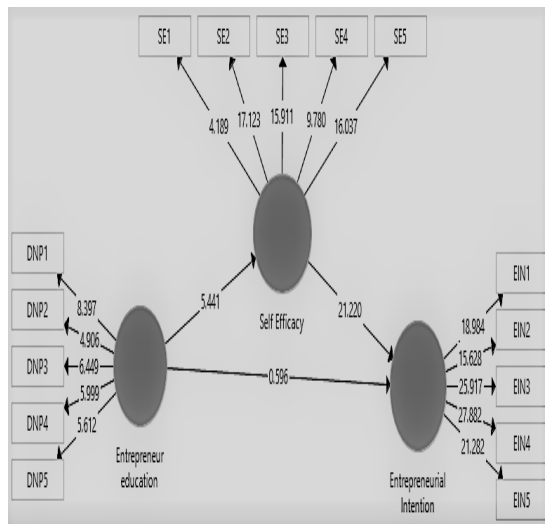 SE1
SE2
SE3
SE4
SE5
4.189
17.123
15.911
9.780
16.037
DNP1
DNP2
DNP3
DNP4
DNP5
8.397
4.906
6.449
5.999
5.612
5.441
Self Efficacy
21.220
0.596
Entrepreneur
education
Entrepreneurial
Intention
18.984
15.628
25.917
27.882
21.282
EIN1
EIN2
EIN3
EIN4
EIN5